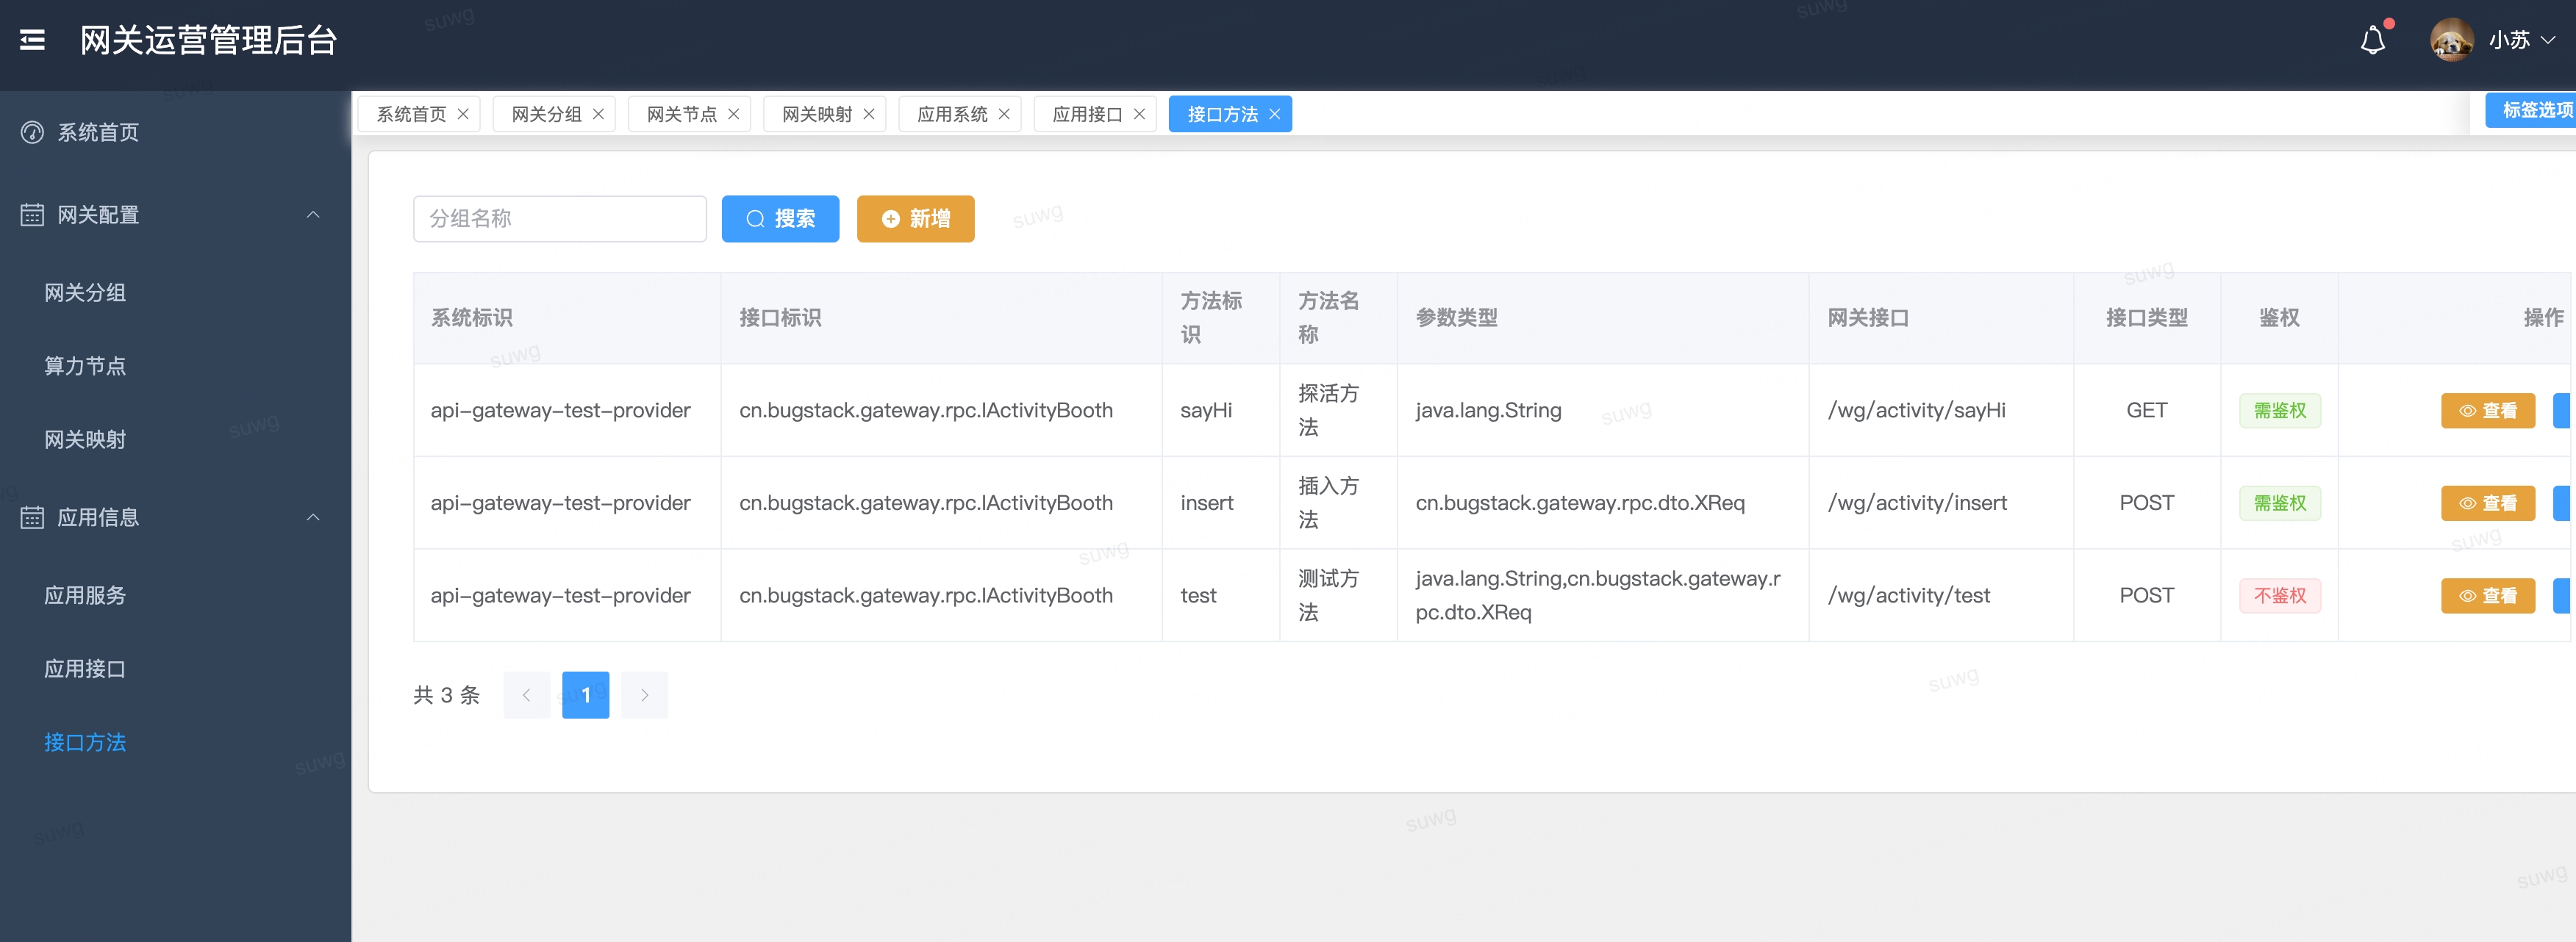 网关运营管理后台
小苏
系统首页
网关配置
网关分组
算力节点
网关映射
应用信息
应用服务
应用接口
接口方法
系统首页 网关分组 网关节点 网关映射 应用系统 应用接口 接口方法
标签选项
分组名称 搜索 新增
系统标识 接口标识 方法标识 方法名称 参数类型 网关接口 接口类型 鉴权 操作
api-gateway-test-provider cn.bugstack.gateway.rpc.IActivityBooth sayHi 探活方法 java.lang.String /wg/activity/sayHi GET 需鉴权 查看
api-gateway-test-provider cn.bugstack.gateway.rpc.IActivityBooth insert 插入方法 cn.bugstack.gateway.rpc.dto.XReq /wg/activity/insert POST 需鉴权 查看
api-gateway-test-provider cn.bugstack.gateway.rpc.IActivityBooth test 测试方法 java.lang.String,cn.bugstack.gateway.rpc.dto.XReq /wg/activity/test POST 不鉴权 查看
共 3 条 1
suwg